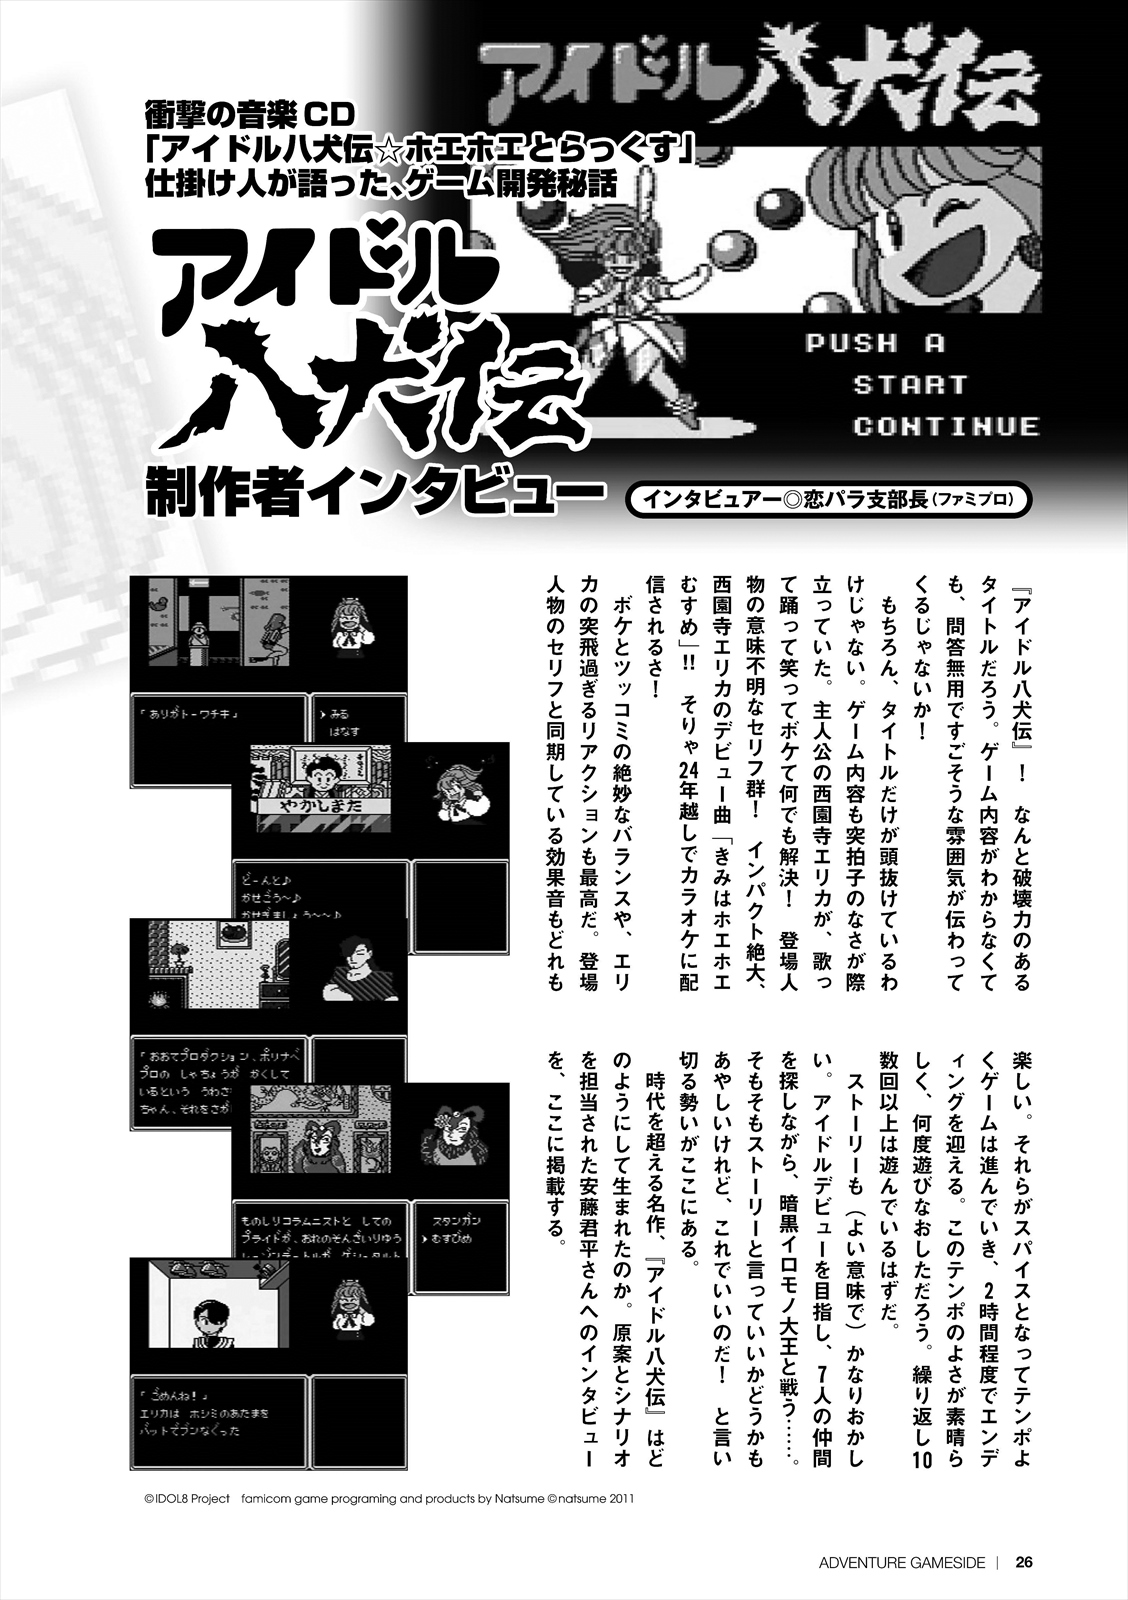 衝撃の音楽CD
「アイドル八犬伝☆ホエホエとらっくす」
仕掛け人が語った、ゲーム開発秘話
アイドル
八犬伝
制作者インタビュー
アイドル八犬伝
PUSH A
START
CONTINUE
インタビュアー◎恋パラ支部長（ファミプロ）
『アイドル八犬伝』！　なんと破壊力のある
タイトルだろう。ゲーム内容がわからなくて
も、問答無用ですごそうな雰囲気が伝わって
くるじゃないか！
　もちろん、タイトルだけが頭抜けているわ
けじゃない。ゲーム内容も突拍子のなさが際
立っていた。主人公の西園寺エリカが、歌っ
て踊って笑ってボケて何でも解決！　登場人
物の意味不明なセリフ群！　インパクト絶大、
西園寺エリカのデビュー曲「きみはホエホエ
むすめ」!!　そりゃ24年越しでカラオケに配
信されるさ！
　ボケとツッコミの絶妙なバランスや、エリ
カの突飛過ぎるリアクションも最高だ。登場
人物のセリフと同期している効果音もどれも
楽しい。それらがスパイスとなってテンポよ
くゲームは進んでいき、2時間程度でエンデ
ィングを迎える。このテンポのよさが素晴ら
しく、何度遊びなおしただろう。繰り返し10
数回以上は遊んでいるはずだ。
　ストーリーも（よい意味で）かなりおかし
い。アイドルデビューを目指し、7人の仲間
を探しながら、暗黒イロモノ大王と戦う……。
そもそもストーリーと言っていいかどうかも
あやしいけれど、これでいいのだ！　と言い
切る勢いがここにある。
　時代を超える名作、『アイドル八犬伝』はど
のようにして生まれたのか。原案とシナリオ
を担当された安藤君平さんへのインタビュー
を、ここに掲載する。
「ありがトーワチキ」
みる
はなす
やかしまた
どーんと♪
かせごう〜♪
かせぎましょう〜〜♪
「おおてプロダクション、ポリナベ
プロの しゃちょうが かくして
いるという うわさ
ちゃん、それをさが
ものしりコラムニストと しての
プライドが、おれのそんざいりゆう
スタンガン
むすびめ
「ごめんね！」
エリカは ホシミのあたまを
バットでブンなぐった
©IDOL8 Project　famicom game programing and products by Natsume ©natsume 2011
ADVENTURE GAMESIDE | 26